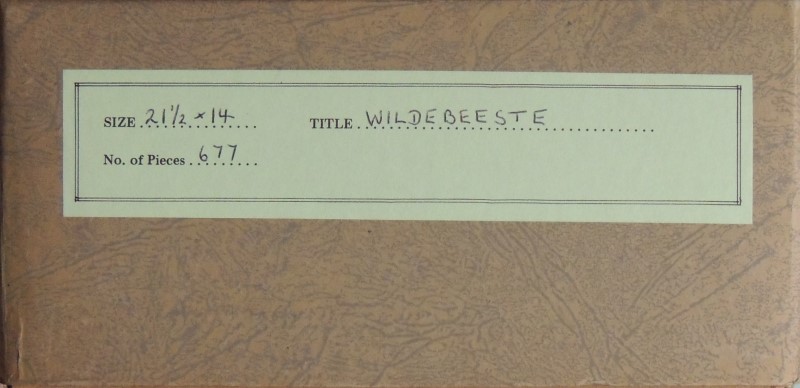 SIZE 21½ × 14 TITLE WILDEBEESTE
No. of Pieces 677